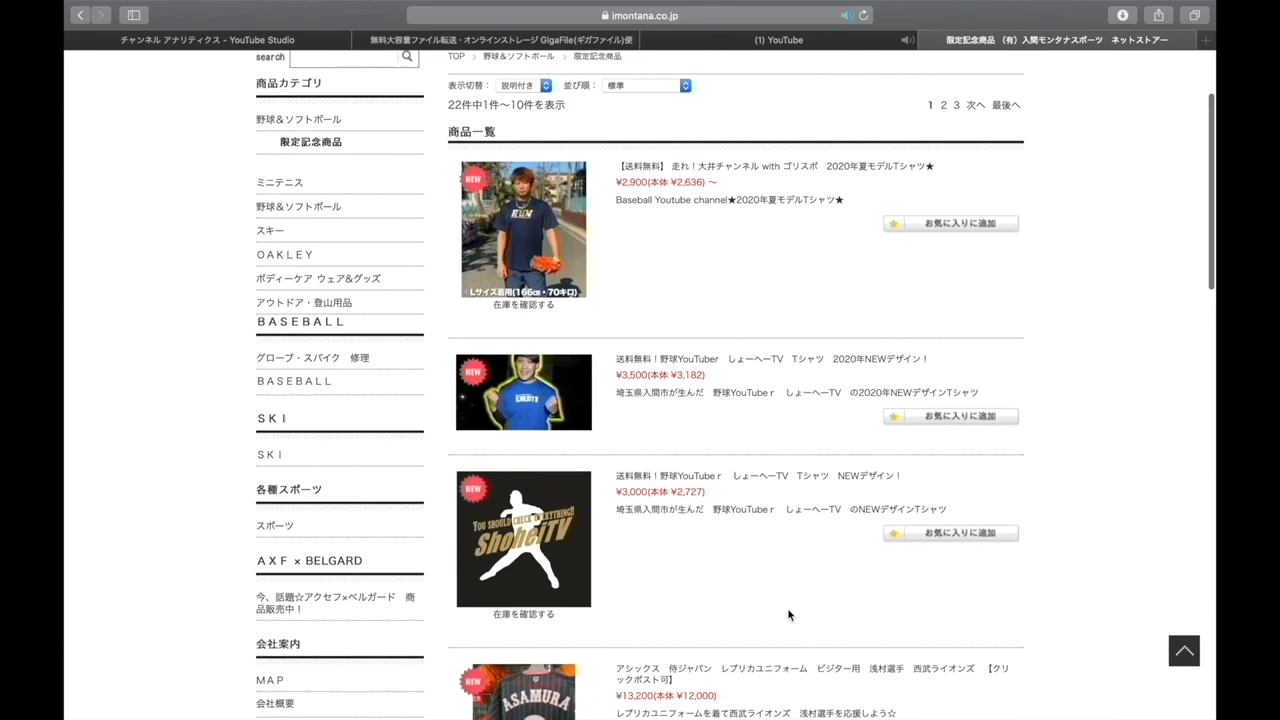 imontana.co.jp
チャンネル アナリティクス - YouTube Studio
無料大容量ファイル転送・オンラインストレージ GigaFile(ギガファイル)便
(1) YouTube
限定記念商品 （有）入間モンタナスポーツ ネットストアー
search
商品カテゴリ
野球＆ソフトボール
限定記念商品
ミニテニス
野球＆ソフトボール
スキー
ＯＡＫＬＥＹ
ボディーケア ウェア&グッズ
アウトドア・登山用品
ＢＡＳＥＢＡＬＬ
グローブ・スパイク　修理
ＢＡＳＥＢＡＬＬ
ＳＫＩ
ＳＫＩ
各種スポーツ
スポーツ
ＡＸＦ × BELGARD
今、話題☆アクセフ×ベルガード　商
品販売中！
会社案内
ＭＡＰ
会社概要
TOP > 野球＆ソフトボール > 限定記念商品
表示切替： 説明付き 並び順： 標準
22件中1件〜10件を表示
1 2 3 次へ 最後へ
商品一覧
NEW
RUN
※Lサイズ着用(166㎝・70キロ)
在庫を確認する
【送料無料】 走れ！大井チャンネル with ゴリスポ　2020年夏モデルTシャツ★
¥2,900(本体 ¥2,636) 〜
Baseball Youtube channel★2020年夏モデルTシャツ★
お気に入りに追加
NEW
SHOHEITV
送料無料！野球YouTuber　しょーへーTV　Tシャツ　2020年NEWデザイン！
¥3,500(本体 ¥3,182)
埼玉県入間市が生んだ　野球YouTubeｒ　しょーへーTV　の2020年NEWデザインTシャツ
お気に入りに追加
NEW
YOU SHOULD CHECK EVERYTHING!!
ShoheiTV
在庫を確認する
送料無料！野球YouTubeｒ　しょーへーTV　Tシャツ　NEWデザイン！
¥3,000(本体 ¥2,727)
埼玉県入間市が生んだ　野球YouTubeｒ　しょーへーTV　のNEWデザインTシャツ
お気に入りに追加
NEW
ASAMURA
アシックス　侍ジャパン　レプリカユニフォーム　ビジター用　浅村選手　西武ライオンズ　【クリ
ックポスト可】
¥13,200(本体 ¥12,000)
レプリカユニフォームを着て西武ライオンズ　浅村選手を応援しよう☆